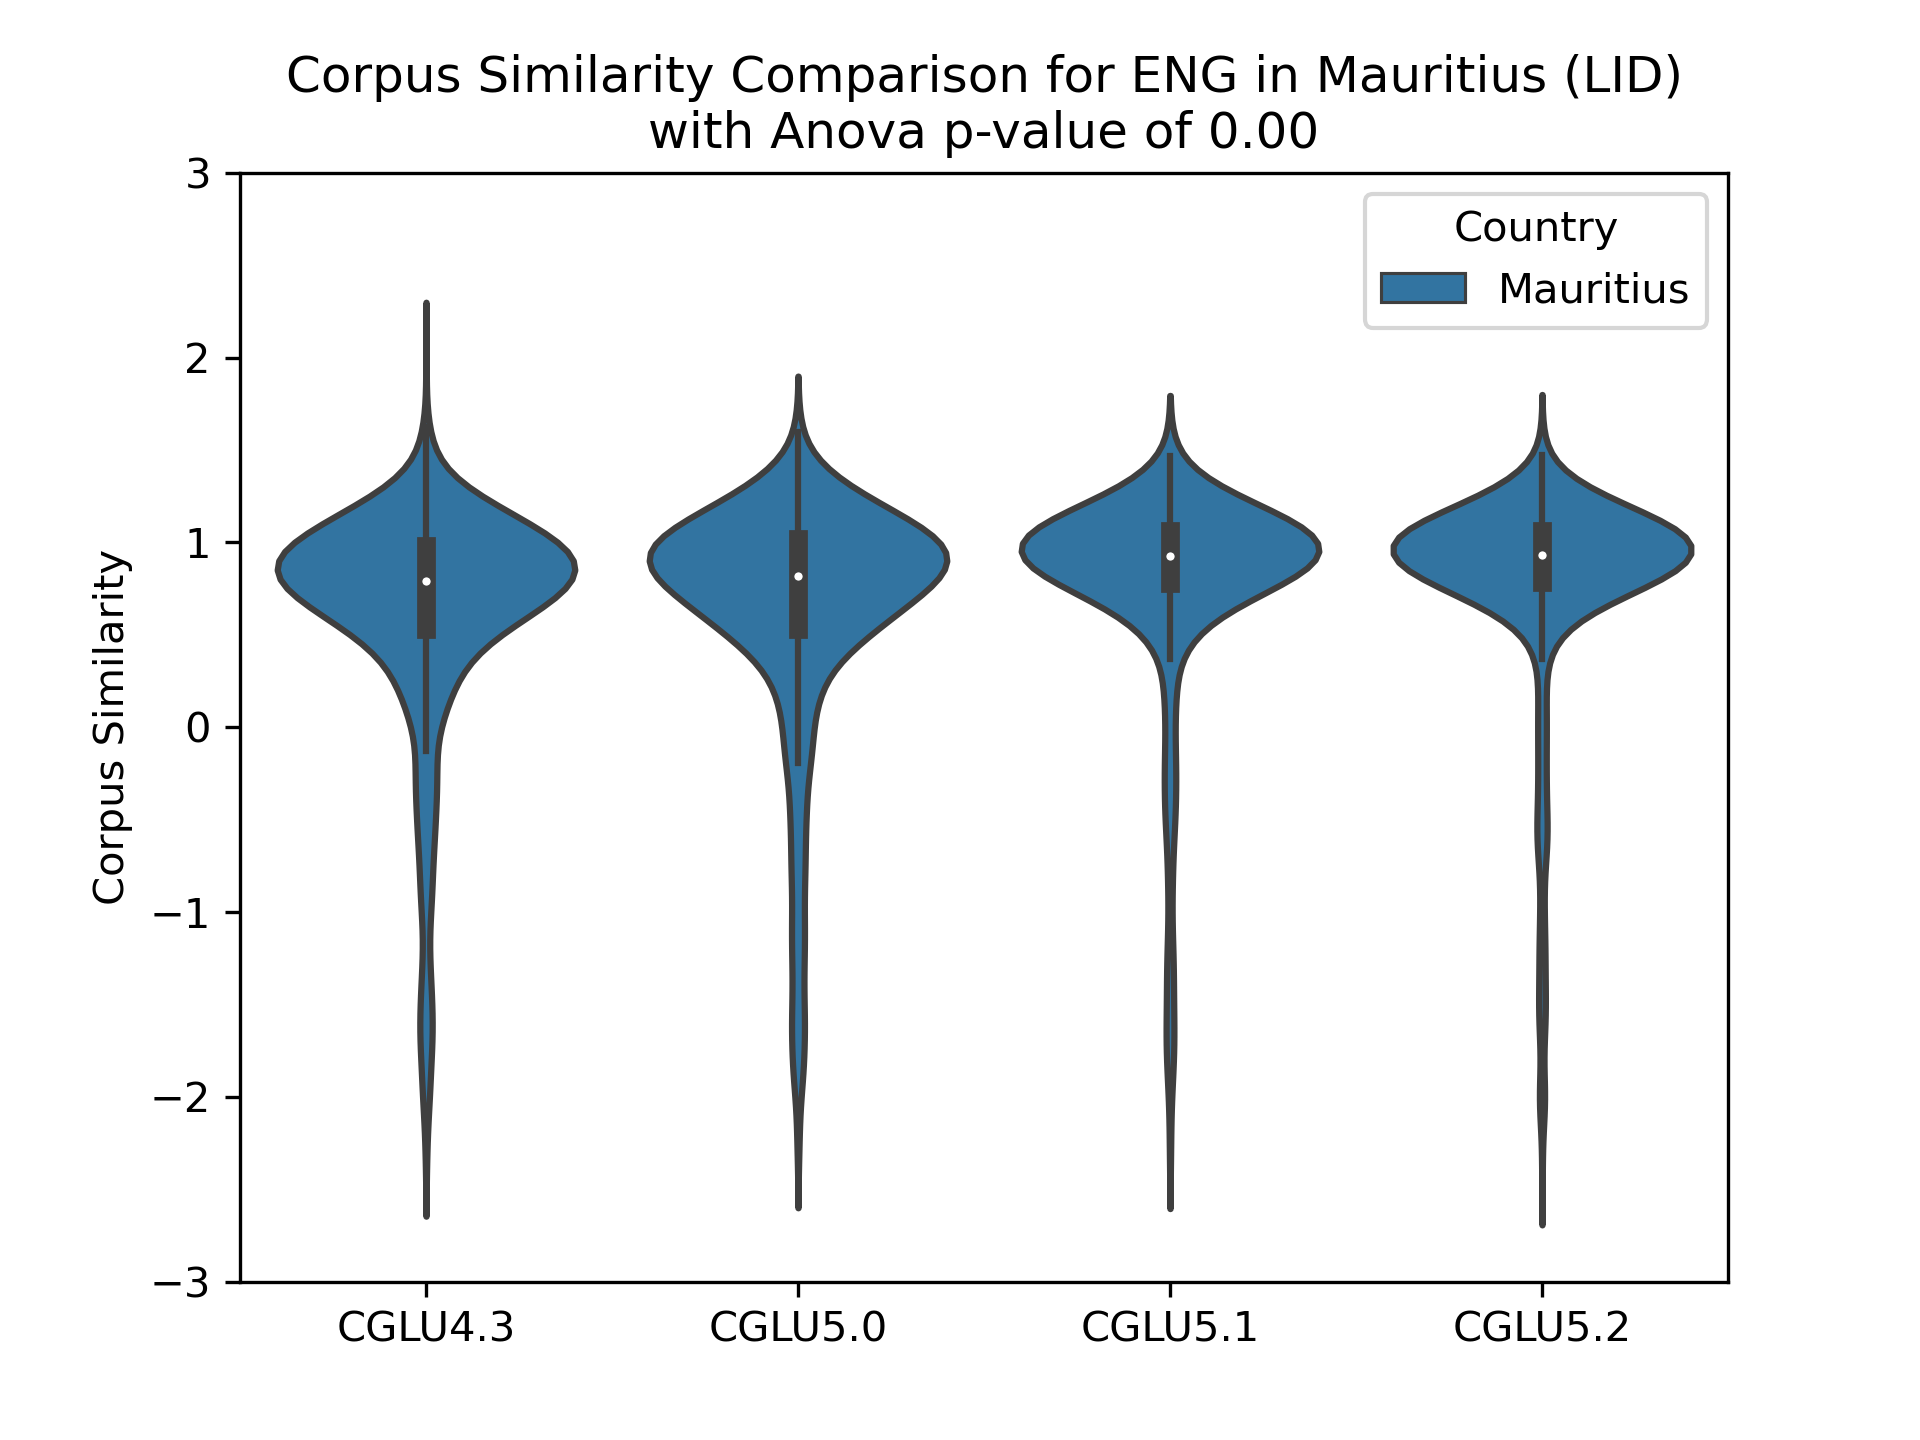 Corpus Similarity Comparison for ENG in Mauritius (LID)
with Anova p-value of 0.00
Country
Mauritius
Corpus Similarity
3
2
1
0
−1
−2
−3
CGLU4.3
CGLU5.0
CGLU5.1
CGLU5.2